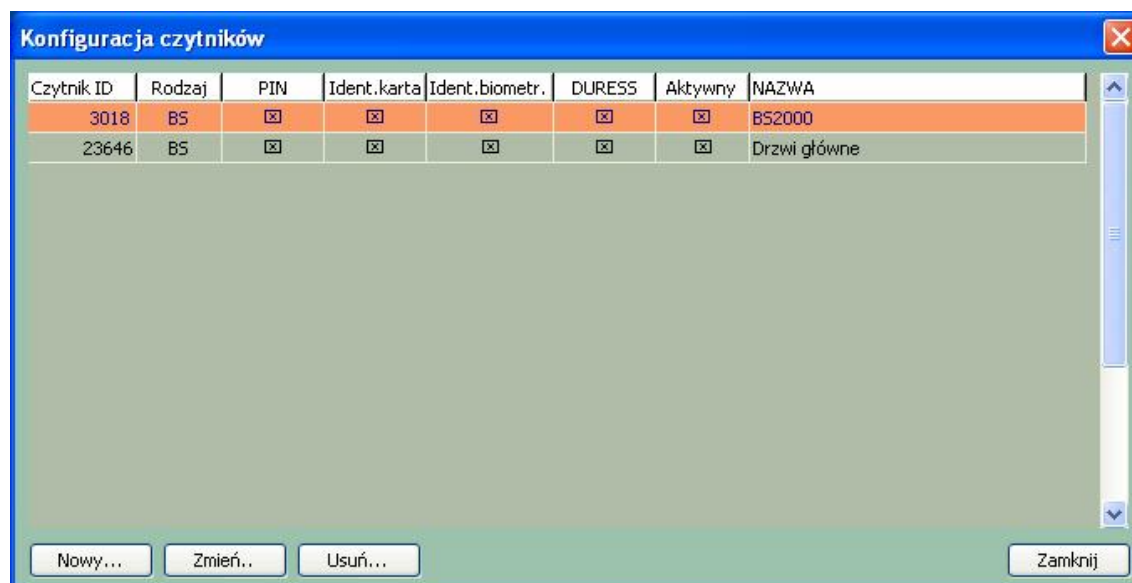 Konfiguracja czytników
Czytnik ID Rodzaj PIN Ident.karta Ident.biometr. DURESS Aktywny NAZWA
3018 BS BS2000
23646 BS Drzwi główne
Nowy... Zmień.. Usuń... Zamknij